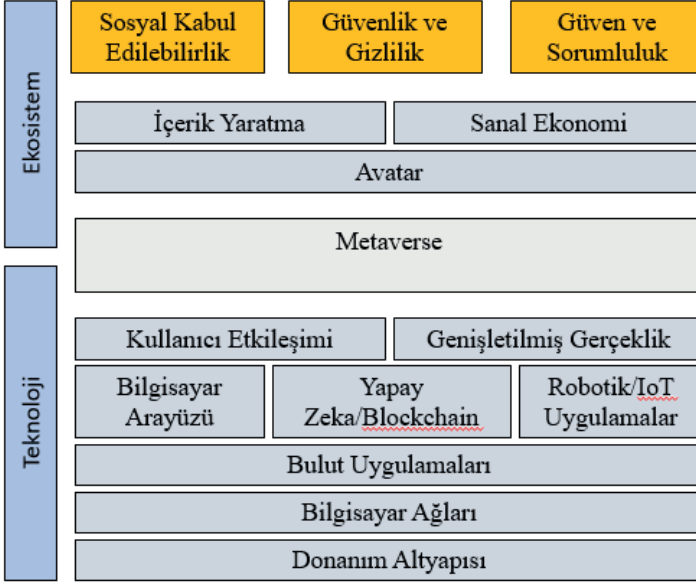 Ekosistem
Sosyal Kabul
Edilebilirlik
Güvenlik ve
Gizlilik
Güven ve
Sorumluluk
İçerik Yaratma
Sanal Ekonomi
Avatar
Metaverse
Teknoloji
Kullanıcı Etkileşimi
Genişletilmiş Gerçeklik
Bilgisayar
Arayüzü
Yapay
Zeka/Blockchain
Robotik/IoT
Uygulamalar
Bulut Uygulamaları
Bilgisayar Ağları
Donanım Altyapısı